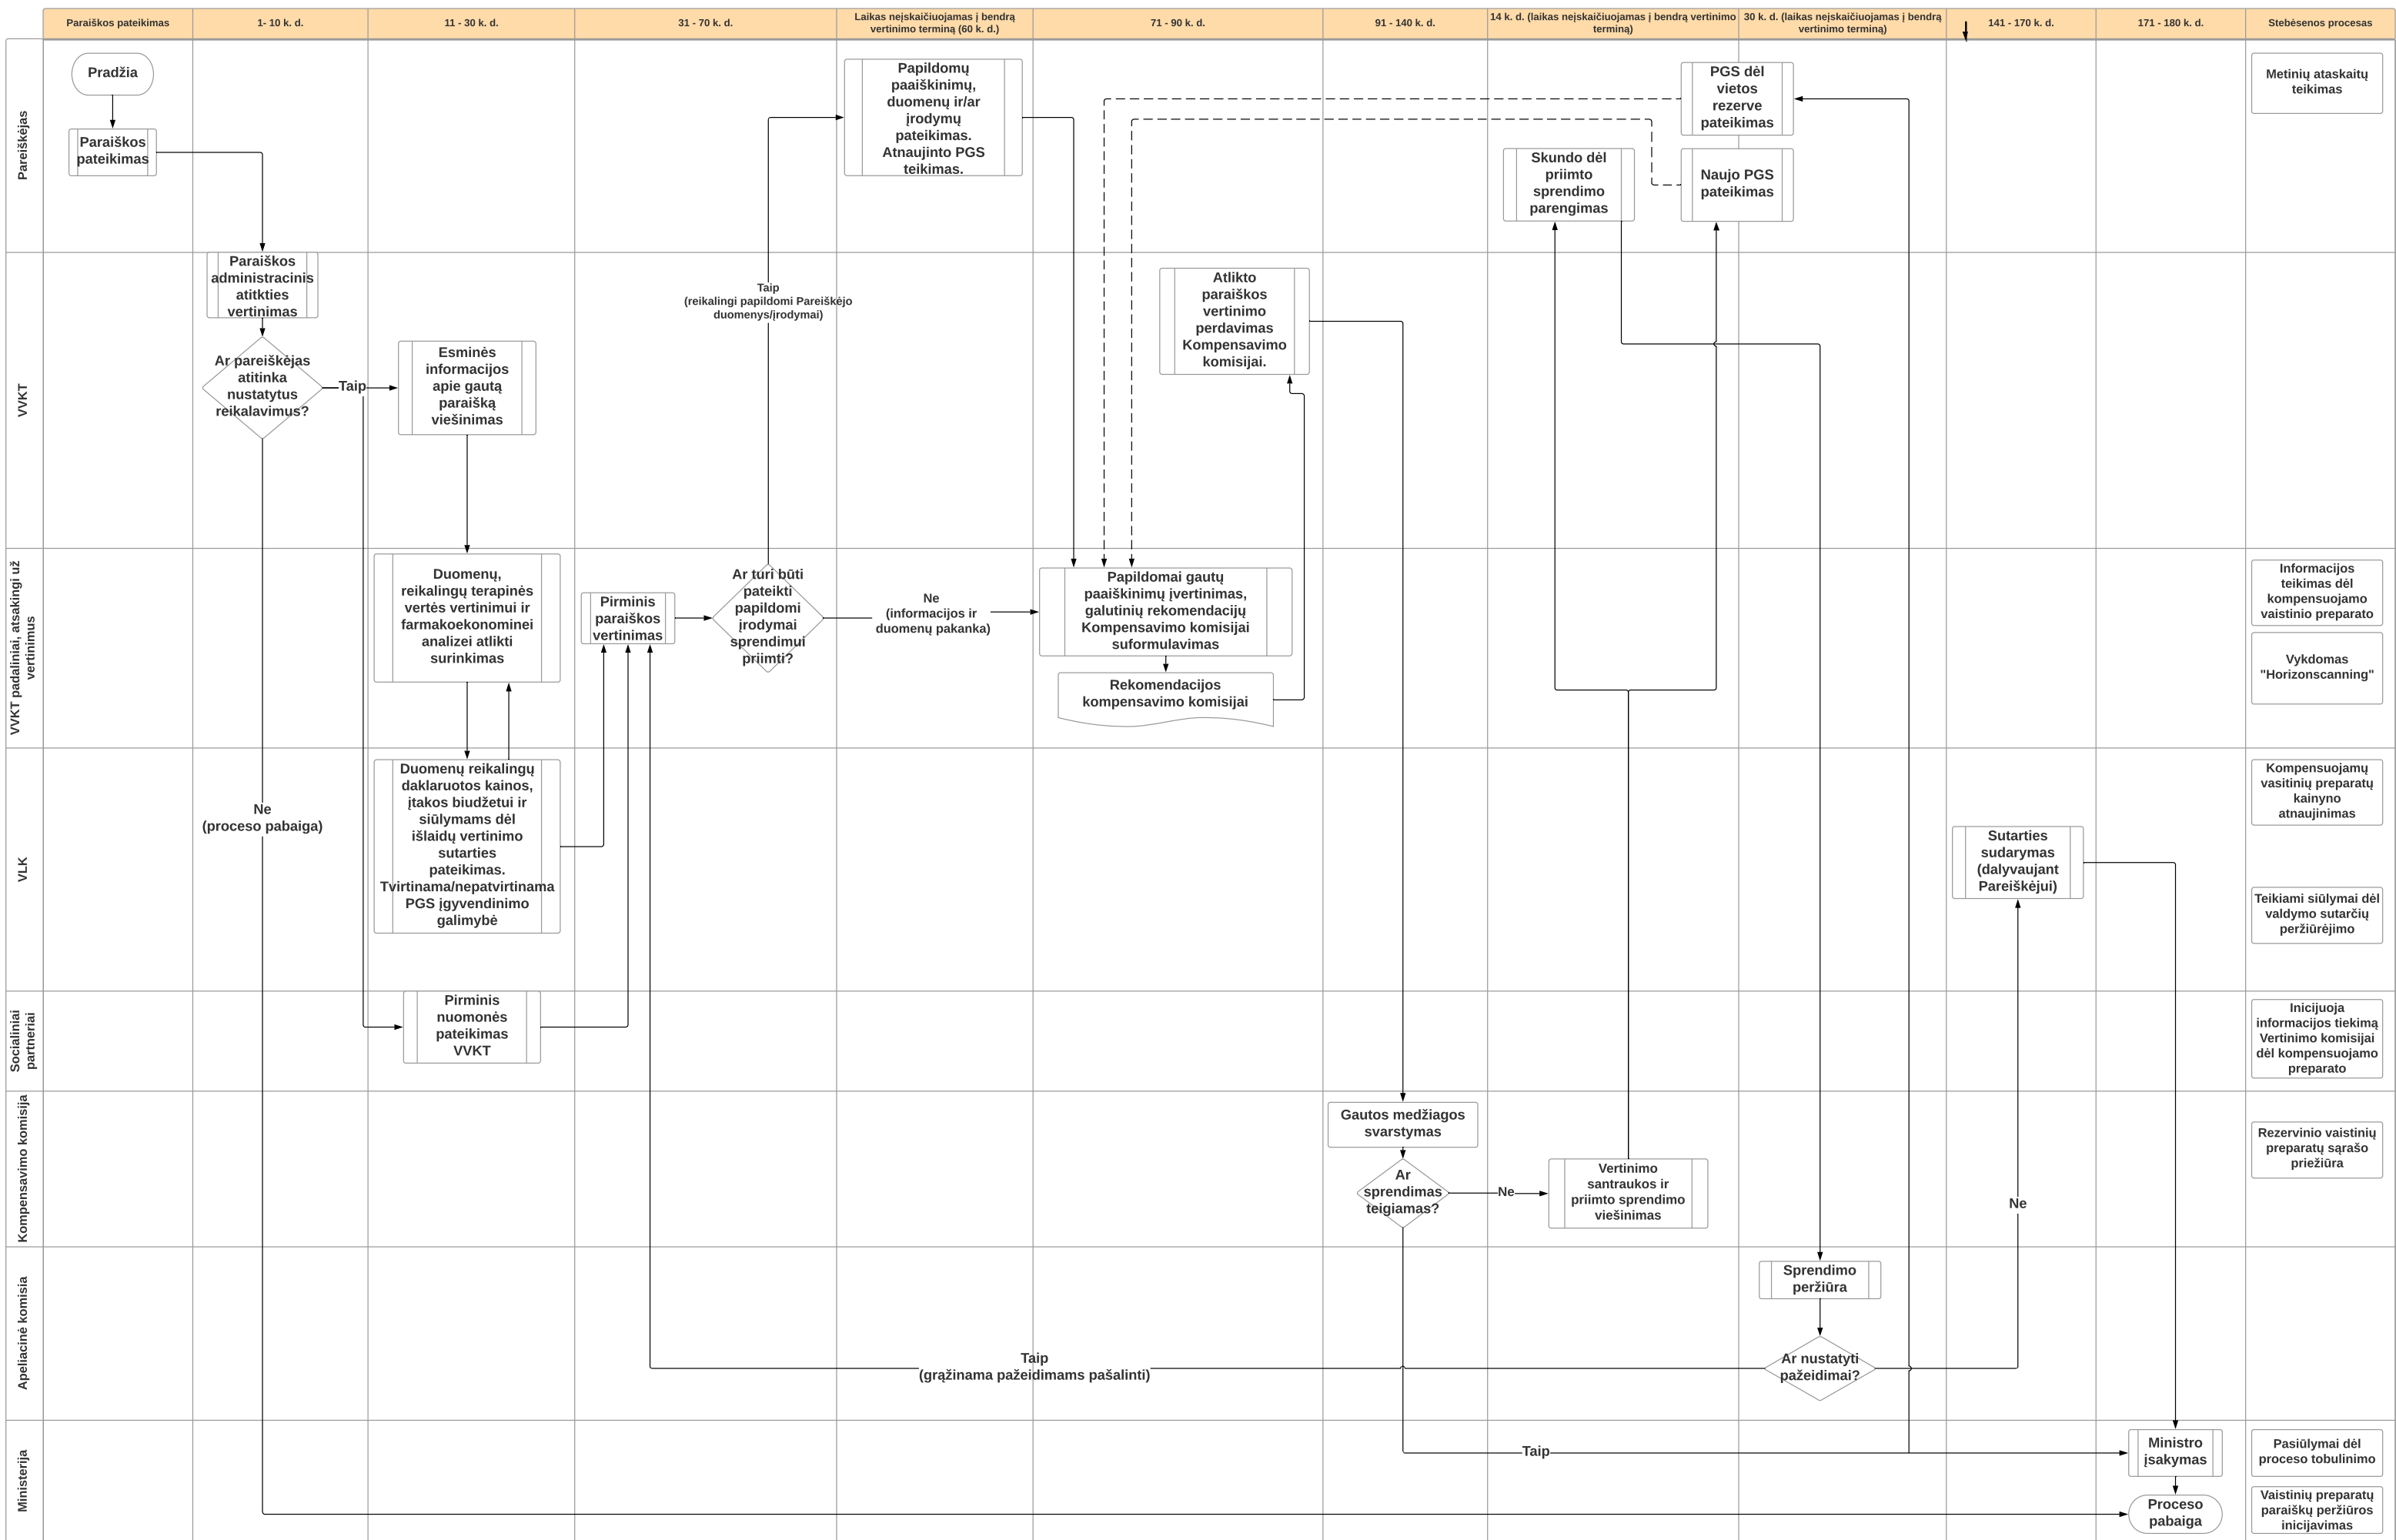 Paraiškos pateikimas
1- 10 k. d.
11 - 30 k. d.
31 - 70 k. d.
Laikas neįskaičiuojamas į bendrą
vertinimo terminą (60 k. d.)
71 - 90 k. d.
91 - 140 k. d.
14 k. d. (laikas neįskaičiuojamas į bendrą vertinimo
terminą)
30 k. d. (laikas neįskaičiuojamas į bendrą
vertinimo terminą)
141 - 170 k. d.
171 - 180 k. d.
Stebėsenos procesas
Pareiškėjas
Pradžia
Paraiškos
pateikimas
Papildomų
paaiškinimų,
duomenų ir/ar
įrodymų
pateikimas.
Atnaujinto PGS
teikimas.
Skundo dėl
priimto
sprendimo
parengimas
PGS dėl
vietos
rezerve
pateikimas
Naujo PGS
pateikimas
Metinių ataskaitų
teikimas
VVKT
Paraiškos
administracinis
atitkties
vertinimas
Ar pareiškėjas
atitinka
nustatytus
reikalavimus?
Taip
Esminės
informacijos
apie gautą
paraišką
viešinimas
Taip
(reikalingi papildomi Pareiškėjo
duomenys/įrodymai)
Atlikto
paraiškos
vertinimo
perdavimas
Kompensavimo
komisijai.
VVKT padaliniai, atsakingi už
vertinimus
Duomenų,
reikalingų terapinės
vertės vertinimui ir
farmakoekonominei
analizei atlikti
surinkimas
Pirminis
paraiškos
vertinimas
Ar turi būti
pateikti
papildomi
įrodymai
sprendimui
priimti?
Ne
(informacijos ir
duomenų pakanka)
Papildomai gautų
paaiškinimų įvertinimas,
galutinių rekomendacijų
Kompensavimo komisijai
suformulavimas
Rekomendacijos
kompensavimo komisijai
Informacijos
teikimas dėl
kompensuojamo
vaistinio preparato
Vykdomas
"Horizonscanning"
VLK
Ne
(proceso pabaiga)
Duomenų reikalingų
daklaruotos kainos,
įtakos biudžetui ir
siūlymams dėl
išlaidų vertinimo
sutarties
pateikimas.
Tvirtinama/nepatvirtinama
PGS įgyvendinimo
galimybė
Sutarties
sudarymas
(dalyvaujant
Pareiškėjui)
Kompensuojamų
vasitinių preparatų
kainyno
atnaujinimas
Teikiami siūlymai dėl
valdymo sutarčių
peržiūrėjimo
Socialiniai
partneriai
Pirminis
nuomonės
pateikimas
VVKT
Inicijuoja
informacijos tiekimą
Vertinimo komisijai
dėl kompensuojamo
preparato
Kompensavimo komisija
Gautos medžiagos
svarstymas
Ar
sprendimas
teigiamas?
Ne
Vertinimo
santraukos ir
priimto sprendimo
viešinimas
Ne
Rezervinio vaistinių
preparatų sąrašo
priežiūra
Apeliacinė komisia
Sprendimo
peržiūra
Ar nustatyti
pažeidimai?
Taip
(grąžinama pažeidimams pašalinti)
Ministerija
Taip
Ministro
įsakymas
Proceso
pabaiga
Pasiūlymai dėl
proceso tobulinimo
Vaistinių preparatų
paraiškų peržiūros
inicijavimas